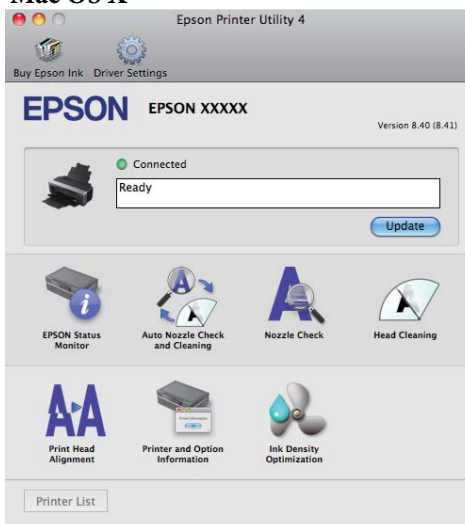 Mac OS X
Epson Printer Utility 4
Buy Epson Ink Driver Settings
EPSON EPSON XXXXX
Version 8.40 (8.41)
Connected
Ready
Update
EPSON Status
Monitor
Auto Nozzle Check
and Cleaning
Nozzle Check
Head Cleaning
Print Head
Alignment
Printer and Option
Information
Ink Density
Optimization
Printer List